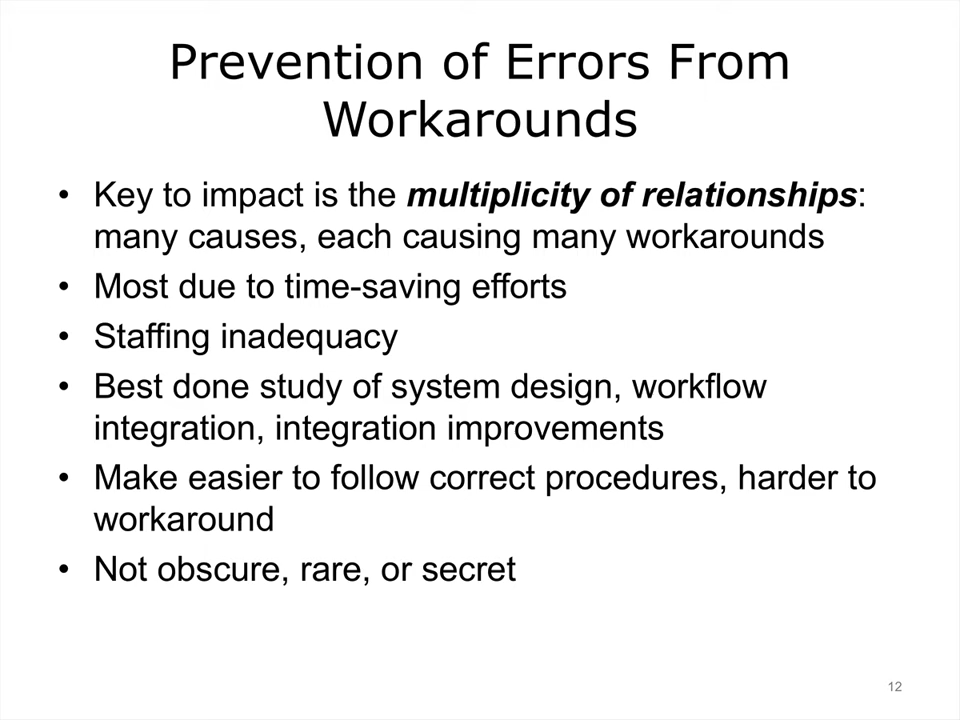 Prevention of Errors From
Workarounds
• Key to impact is the multiplicity of relationships:
many causes, each causing many workarounds
• Most due to time-saving efforts
• Staffing inadequacy
• Best done study of system design, workflow
integration, integration improvements
• Make easier to follow correct procedures, harder to
workaround
• Not obscure, rare, or secret
12